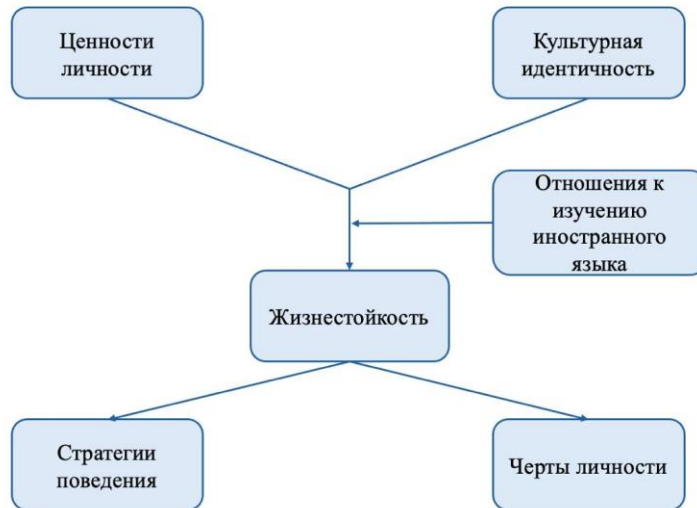 Ценности
личности
Культурная
идентичность
Отношения к
изучению
иностранного
языка
Жизнестойкость
Стратегии
поведения
Черты личности